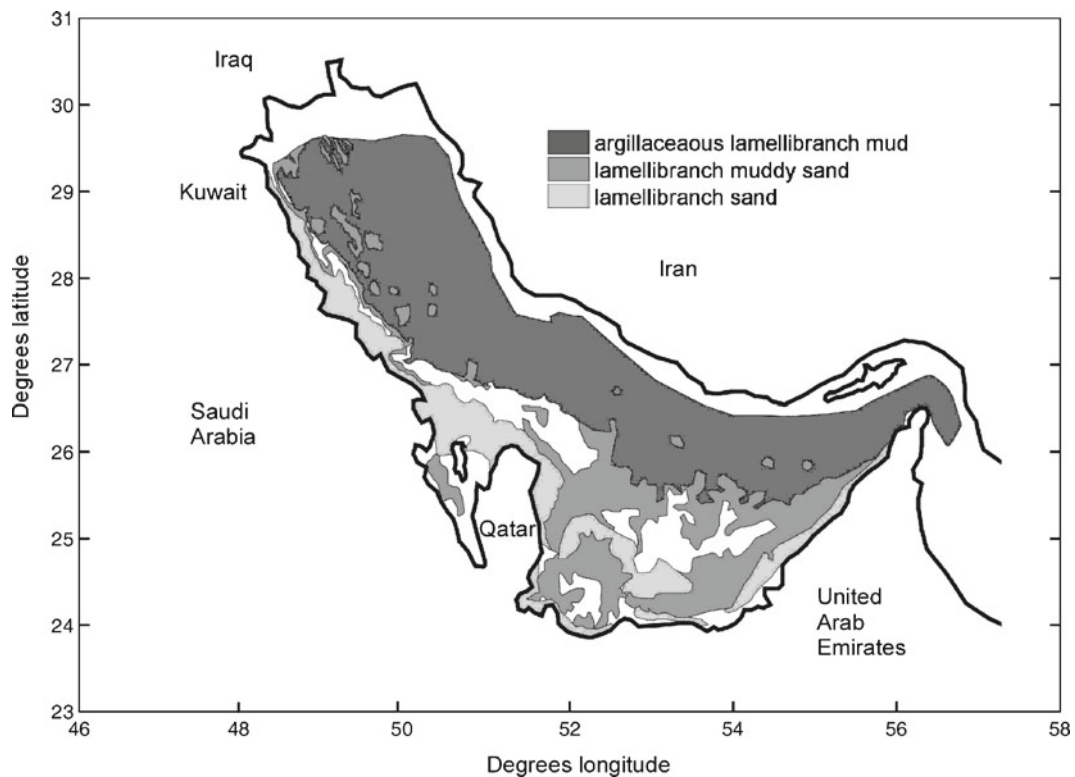 31
30
29
28
27
26
25
24
23
46
48
50
52
54
56
58
Degrees latitude
Degrees longitude
Iraq
Kuwait
Saudi
Arabia
Qatar
Iran
United
Arab
Emirates
argillaceaous lamellibranch mud
lamellibranch muddy sand
lamellibranch sand